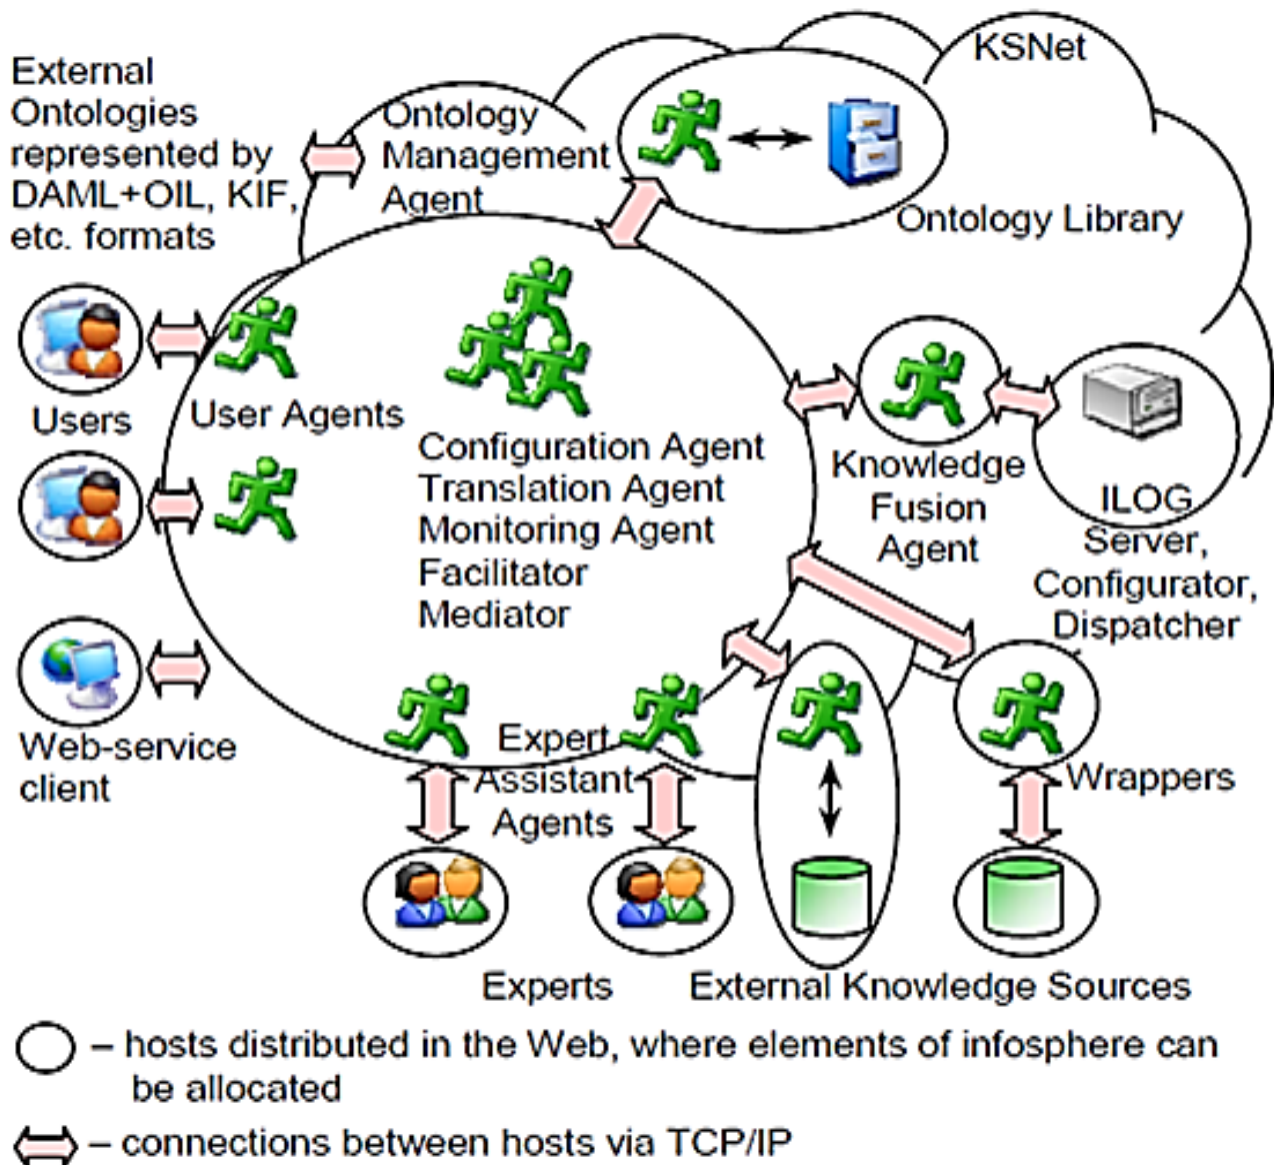 KSNet
External
Ontologies
represented by
DAML+OIL, KIF,
etc. formats
Ontology
Management
Agent
Ontology Library
Users
User Agents
Configuration Agent
Translation Agent
Monitoring Agent
Facilitator
Mediator
Knowledge
Fusion
Agent
ILOG
Server,
Configurator,
Dispatcher
Web-service
client
Expert
Assistant
Agents
Wrappers
Experts
External Knowledge Sources
– hosts distributed in the Web, where elements of infosphere can
be allocated
– connections between hosts via TCP/IP